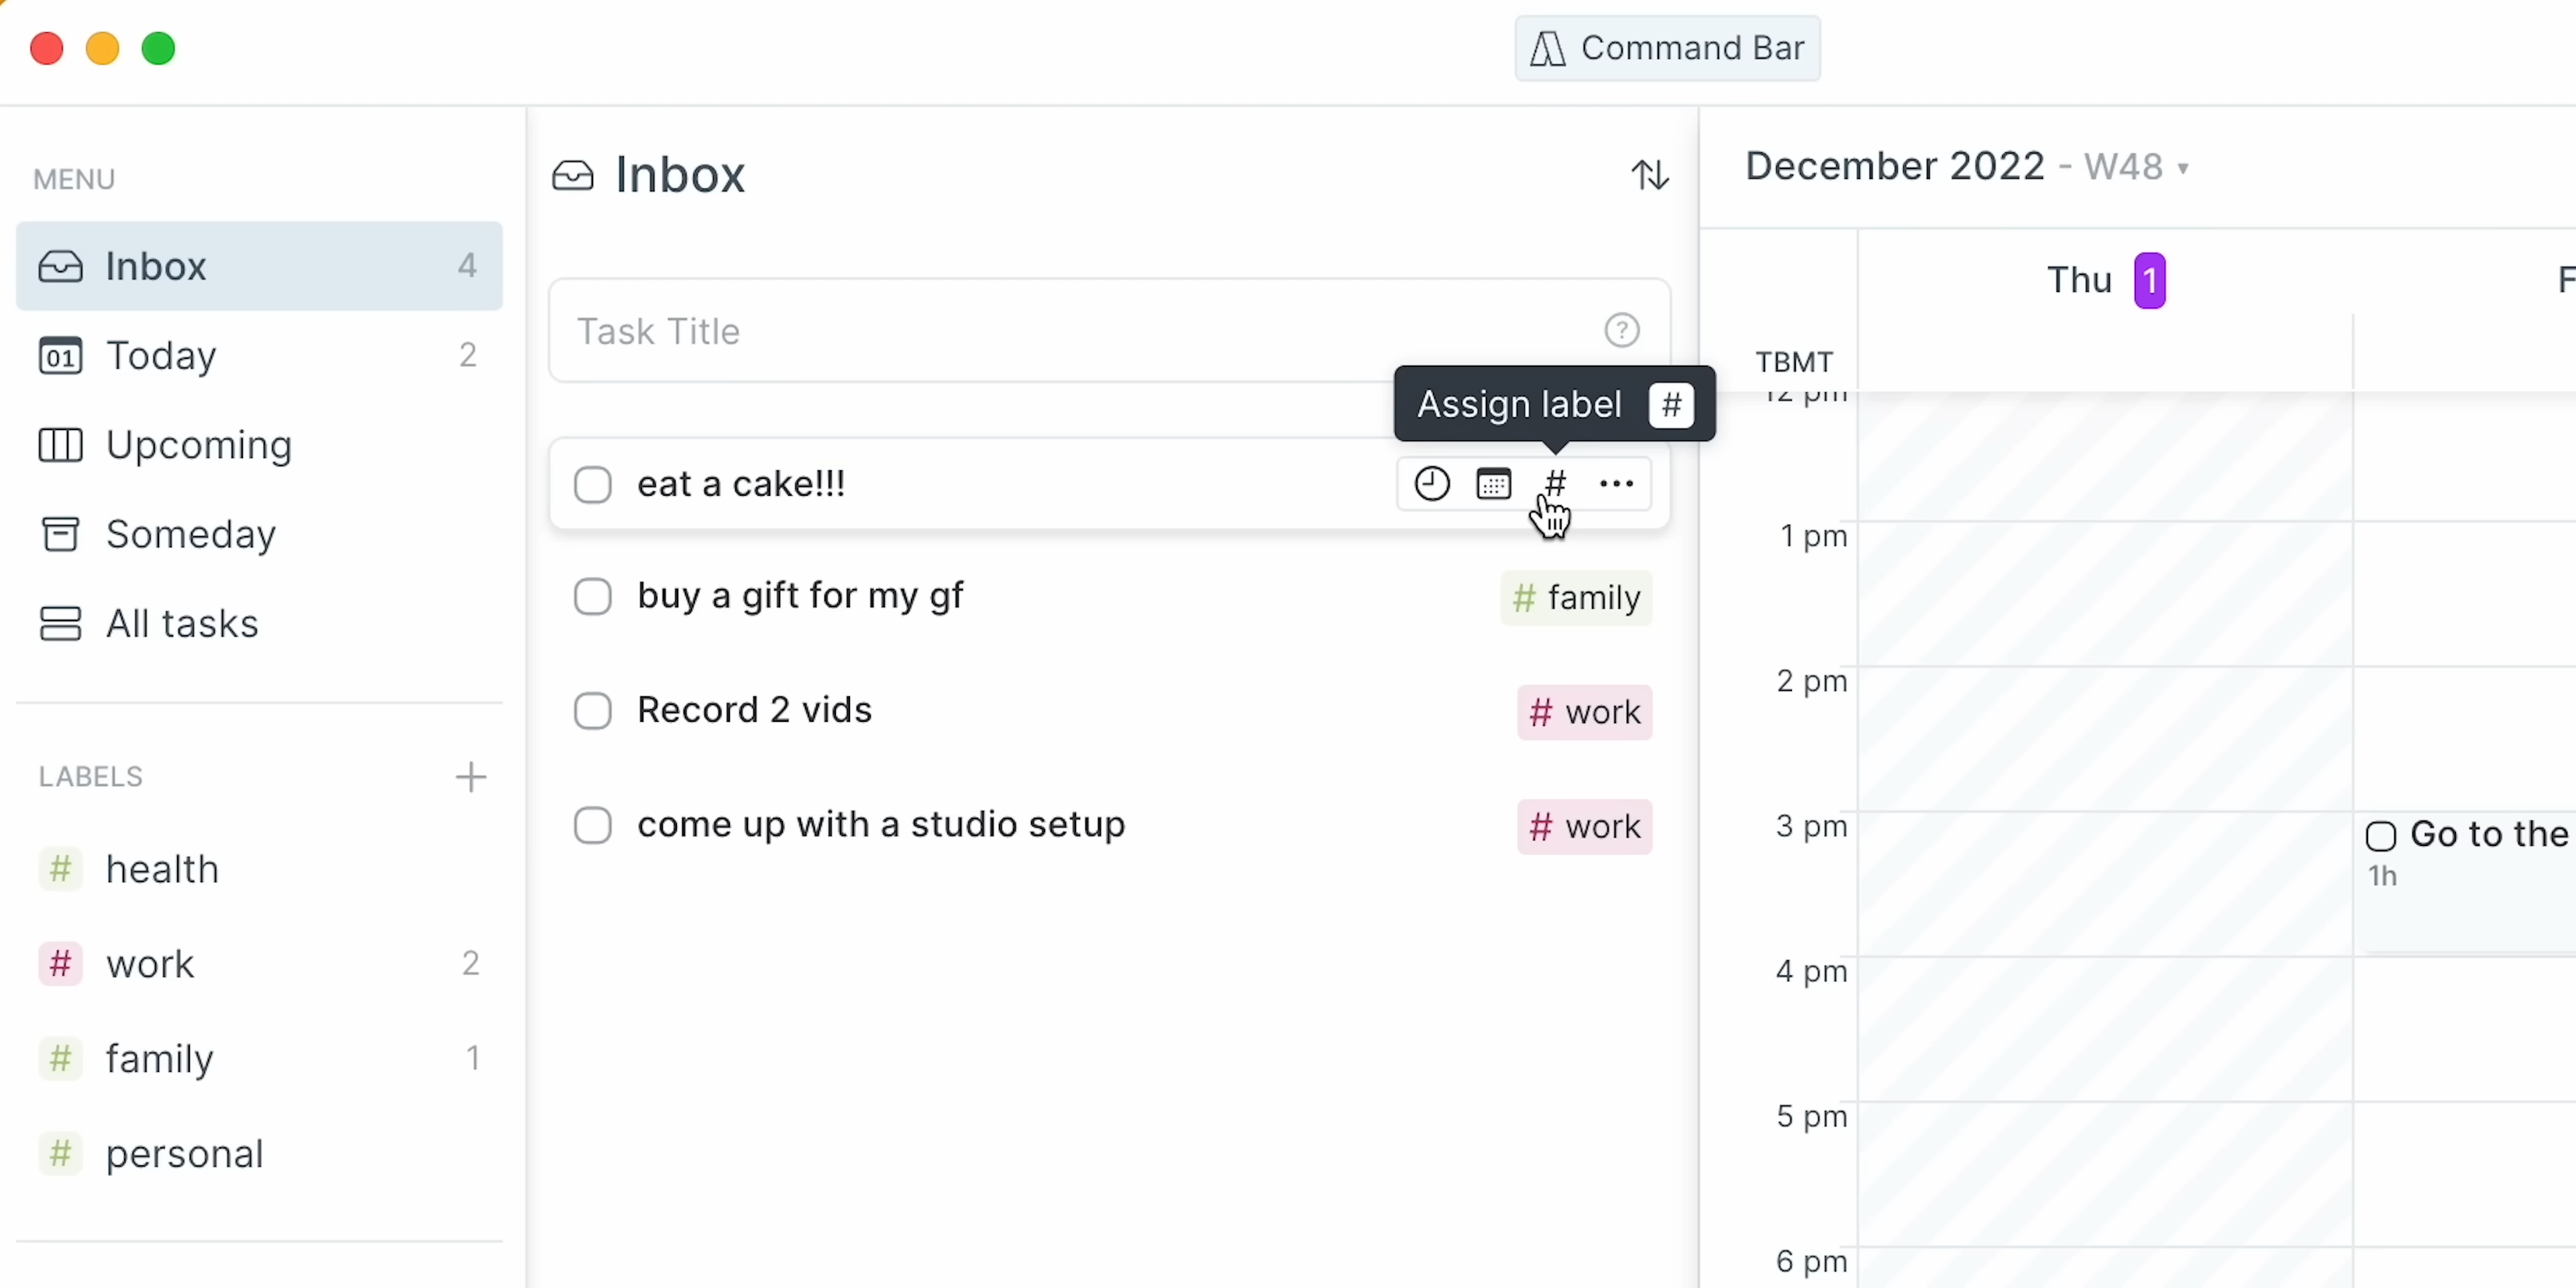 Command Bar
MENU
Inbox 4
01 Today 2
Upcoming
Someday
All tasks
LABELS +
# health
# work 2
# family 1
# personal
Inbox
Task Title ?
Assign label #
eat a cake!!! # ...
buy a gift for my gf # family
Record 2 vids # work
come up with a studio setup # work
December 2022 - W48
Thu 1 F
TBMT
12 pm
1 pm
2 pm
3 pm
Go to the
1h
4 pm
5 pm
6 pm